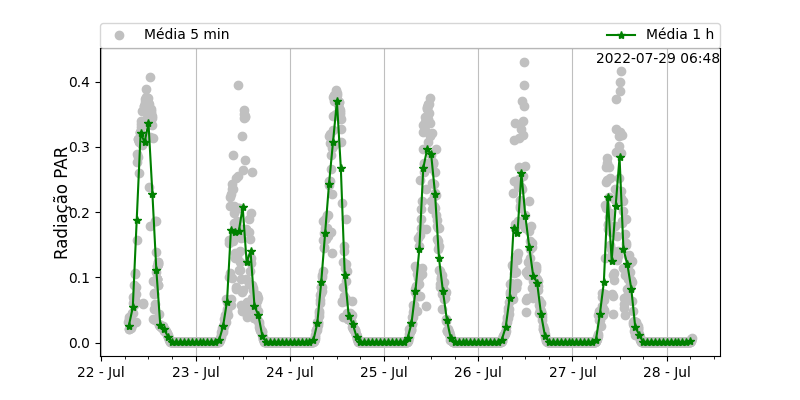 Média 5 min
Média 1 h
2022-07-29 06:48
Radiação PAR
0.4
0.3
0.2
0.1
0.0
22 - Jul
23 - Jul
24 - Jul
25 - Jul
26 - Jul
27 - Jul
28 - Jul